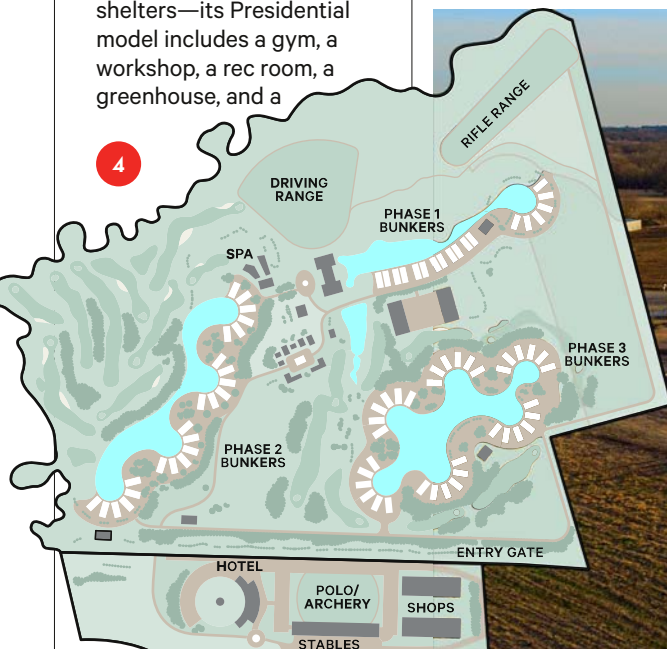 shelters—its Presidential
model includes a gym, a
workshop, a rec room, a
greenhouse, and a
4
RIFLE RANGE
DRIVING
RANGE
PHASE 1
BUNKERS
SPA
PHASE 3
BUNKERS
PHASE 2
BUNKERS
ENTRY GATE
HOTEL
POLO/
ARCHERY
SHOPS
STABLES